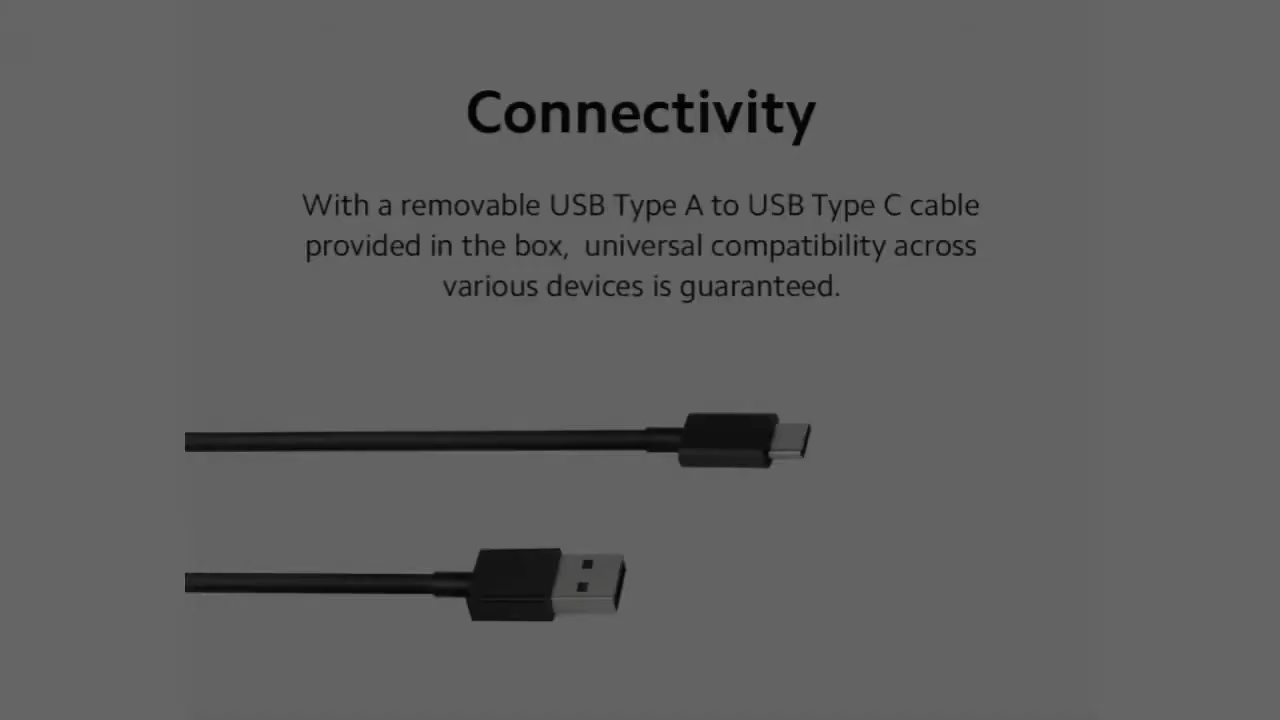 Connectivity
With a removable USB Type A to USB Type C cable
provided in the box,  universal compatibility across
various devices is guaranteed.